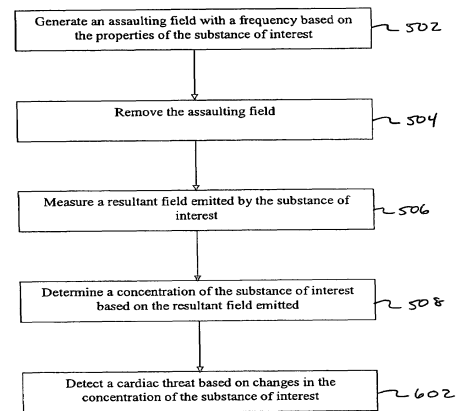 Generate an assaulting field with a frequency based on
the properties of the substance of interest
502
Remove the assaulting field
504
Measure a resultant field emitted by the substance of
interest
506
Determine a concentration of the substance of interest
based on the resultant field emitted
508
Detect a cardiac threat based on changes in the
concentration of the substance of interest
602